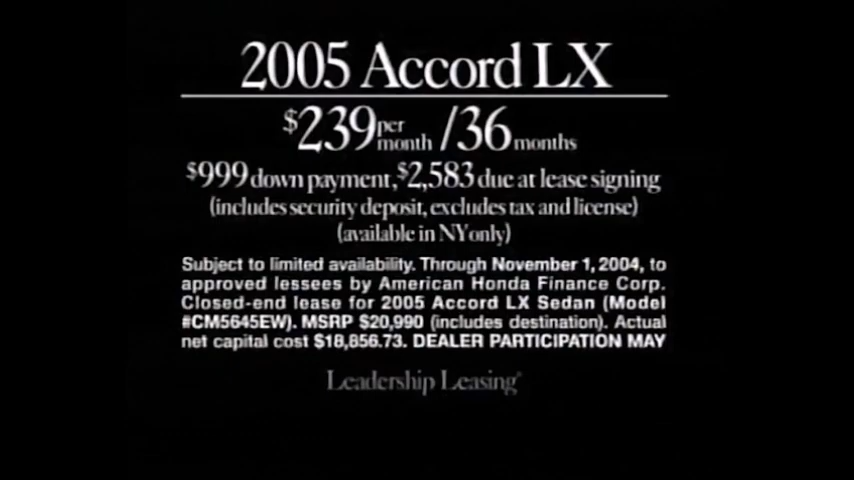 2005 Accord LX
$239 per month /36 months
$999 down payment, $2,583 due at lease signing
(includes security deposit, excludes tax and license)
(available in NY only)
Subject to limited availability. Through November 1, 2004, to
approved lessees by American Honda Finance Corp.
Closed-end lease for 2005 Accord LX Sedan (Model
#CM5645EW). MSRP $20,990 (includes destination). Actual
net capital cost $18,856.73. DEALER PARTICIPATION MAY
Leadership Leasing®